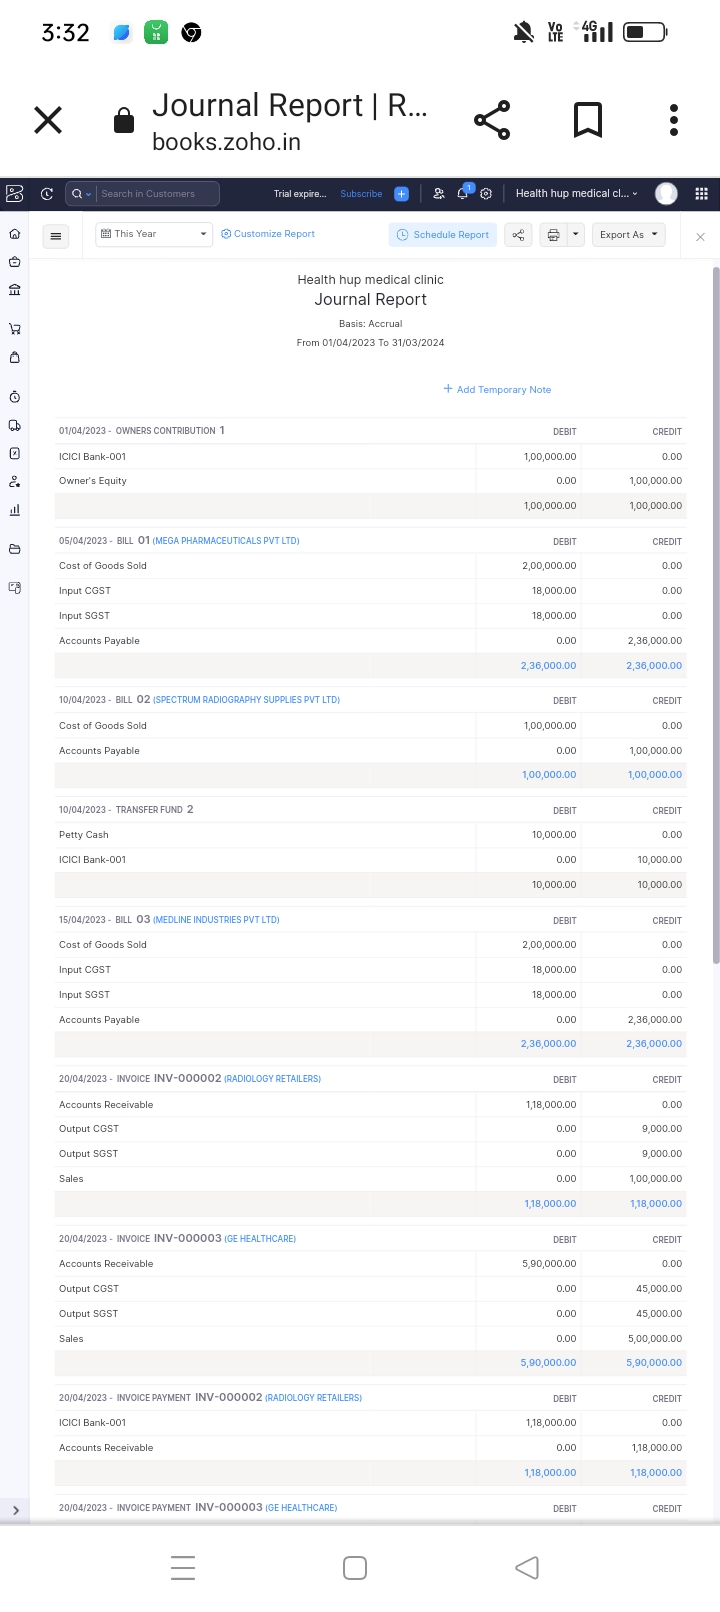 3:32 Vo LTE 4G
Journal Report | R...
books.zoho.in
Search in Customers Trial expire... Subscribe 1 Health hup medical cl...
This Year Customize Report Schedule Report Export As
Health hup medical clinic
Journal Report
Basis: Accrual
From 01/04/2023 To 31/03/2024
+ Add Temporary Note
01/04/2023 - OWNERS CONTRIBUTION 1 DEBIT CREDIT
ICICI Bank-001 1,00,000.00 0.00
Owner's Equity 0.00 1,00,000.00
1,00,000.00 1,00,000.00
05/04/2023 - BILL 01 (MEGA PHARMACEUTICALS PVT LTD) DEBIT CREDIT
Cost of Goods Sold 2,00,000.00 0.00
Input CGST 18,000.00 0.00
Input SGST 18,000.00 0.00
Accounts Payable 0.00 2,36,000.00
2,36,000.00 2,36,000.00
10/04/2023 - BILL 02 (SPECTRUM RADIOGRAPHY SUPPLIES PVT LTD) DEBIT CREDIT
Cost of Goods Sold 1,00,000.00 0.00
Accounts Payable 0.00 1,00,000.00
1,00,000.00 1,00,000.00
10/04/2023 - TRANSFER FUND 2 DEBIT CREDIT
Petty Cash 10,000.00 0.00
ICICI Bank-001 0.00 10,000.00
10,000.00 10,000.00
15/04/2023 - BILL 03 (MEDLINE INDUSTRIES PVT LTD) DEBIT CREDIT
Cost of Goods Sold 2,00,000.00 0.00
Input CGST 18,000.00 0.00
Input SGST 18,000.00 0.00
Accounts Payable 0.00 2,36,000.00
2,36,000.00 2,36,000.00
20/04/2023 - INVOICE INV-000002 (RADIOLOGY RETAILERS) DEBIT CREDIT
Accounts Receivable 1,18,000.00 0.00
Output CGST 0.00 9,000.00
Output SGST 0.00 9,000.00
Sales 0.00 1,00,000.00
1,18,000.00 1,18,000.00
20/04/2023 - INVOICE INV-000003 (GE HEALTHCARE) DEBIT CREDIT
Accounts Receivable 5,90,000.00 0.00
Output CGST 0.00 45,000.00
Output SGST 0.00 45,000.00
Sales 0.00 5,00,000.00
5,90,000.00 5,90,000.00
20/04/2023 - INVOICE PAYMENT INV-000002 (RADIOLOGY RETAILERS) DEBIT CREDIT
ICICI Bank-001 1,18,000.00 0.00
Accounts Receivable 0.00 1,18,000.00
1,18,000.00 1,18,000.00
20/04/2023 - INVOICE PAYMENT INV-000003 (GE HEALTHCARE) DEBIT CREDIT